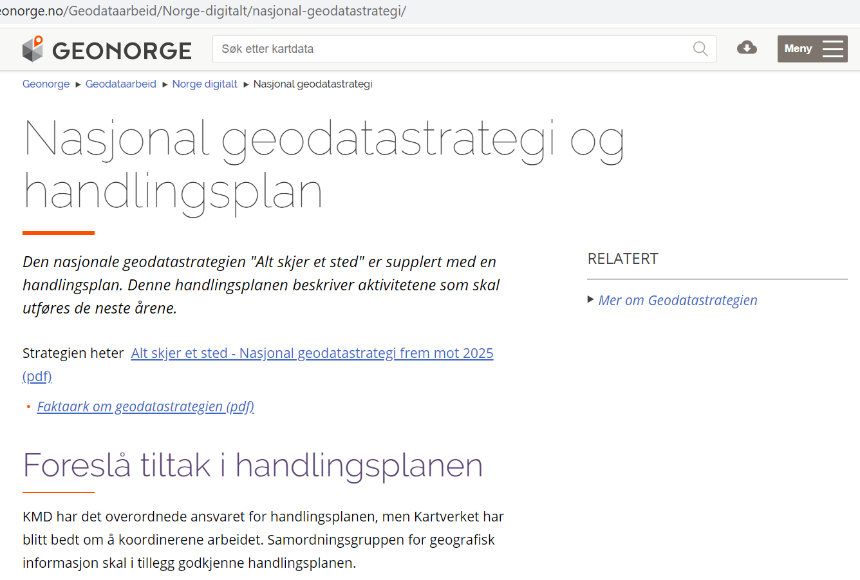 eonorge.no/Geodataarbeid/Norge-digitalt/nasjonal-geodatastrategi/
GEONORGE
Søk etter kartdata
Meny
Geonorge ▸ Geodataarbeid ▸ Norge digitalt ▸ Nasjonal geodatastrategi
Nasjonal geodatastrategi og
handlingsplan
Den nasjonale geodatastrategien "Alt skjer et sted" er supplert med en
handlingsplan. Denne handlingsplanen beskriver aktivitetene som skal
utføres de neste årene.
Strategien heter Alt skjer et sted - Nasjonal geodatastrategi frem mot 2025
(pdf)
• Faktaark om geodatastrategien (pdf)
RELATERT
▸ Mer om Geodatastrategien
Foreslå tiltak i handlingsplanen
KMD har det overordnede ansvaret for handlingsplanen, men Kartverket har
blitt bedt om å koordinerene arbeidet. Samordningsgruppen for geografisk
informasjon skal i tillegg godkjenne handlingsplanen.